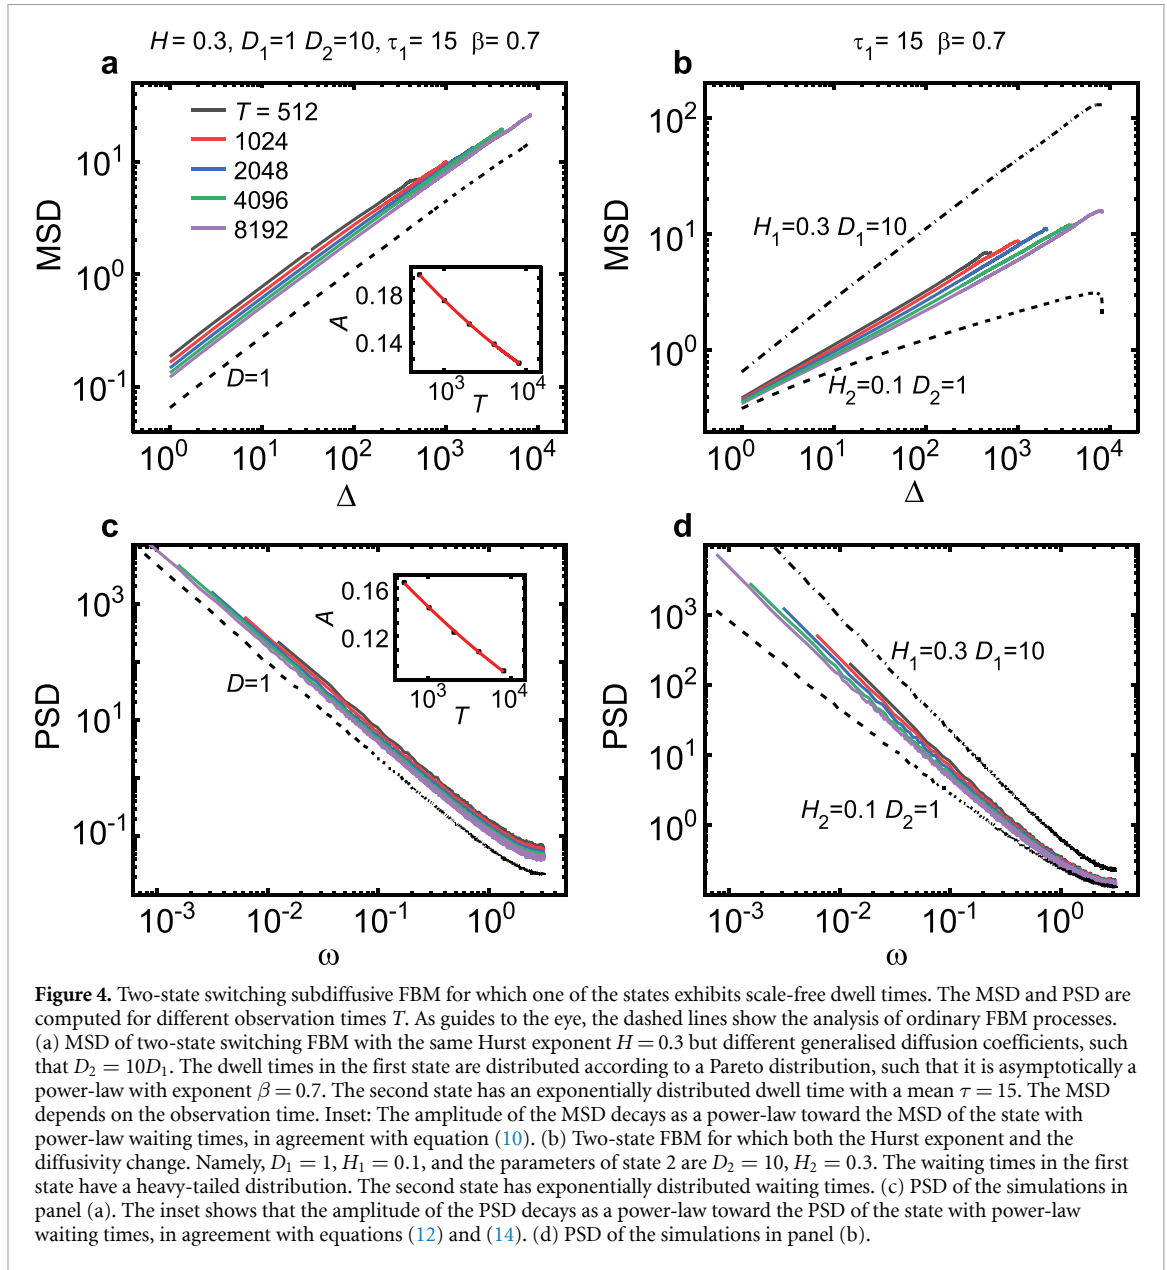 H = 0.3, D1=1 D2=10, τ1= 15 β= 0.7
τ1= 15 β= 0.7
a
b
T = 512
1024
2048
4096
8192
MSD
10^1
10^0
10^-1
D=1
A
0.18
0.14
10^3
10^4
T
10^0
10^1
10^2
10^3
10^4
Δ
MSD
10^2
10^1
10^0
H1=0.3 D1=10
H2=0.1 D2=1
10^0
10^1
10^2
10^3
10^4
Δ
c
d
PSD
10^3
10^1
10^-1
D=1
A
0.16
0.12
10^3
10^4
T
10^-3
10^-2
10^-1
10^0
ω
PSD
10^3
10^2
10^1
10^0
H1=0.3 D1=10
H2=0.1 D2=1
10^-3
10^-2
10^-1
10^0
ω
Figure 4. Two-state switching subdiffusive FBM for which one of the states exhibits scale-free dwell times. The MSD and PSD are
computed for different observation times T. As guides to the eye, the dashed lines show the analysis of ordinary FBM processes.
(a) MSD of two-state switching FBM with the same Hurst exponent H = 0.3 but different generalised diffusion coefficients, such
that D2 = 10D1. The dwell times in the first state are distributed according to a Pareto distribution, such that it is asymptotically a
power-law with exponent β = 0.7. The second state has an exponentially distributed dwell time with a mean τ = 15. The MSD
depends on the observation time. Inset: The amplitude of the MSD decays as a power-law toward the MSD of the state with
power-law waiting times, in agreement with equation (10). (b) Two-state FBM for which both the Hurst exponent and the
diffusivity change. Namely, D1 = 1, H1 = 0.1, and the parameters of state 2 are D2 = 10, H2 = 0.3. The waiting times in the first
state have a heavy-tailed distribution. The second state has exponentially distributed waiting times. (c) PSD of the simulations in
panel (a). The inset shows that the amplitude of the PSD decays as a power-law toward the PSD of the state with power-law
waiting times, in agreement with equations (12) and (14). (d) PSD of the simulations in panel (b).